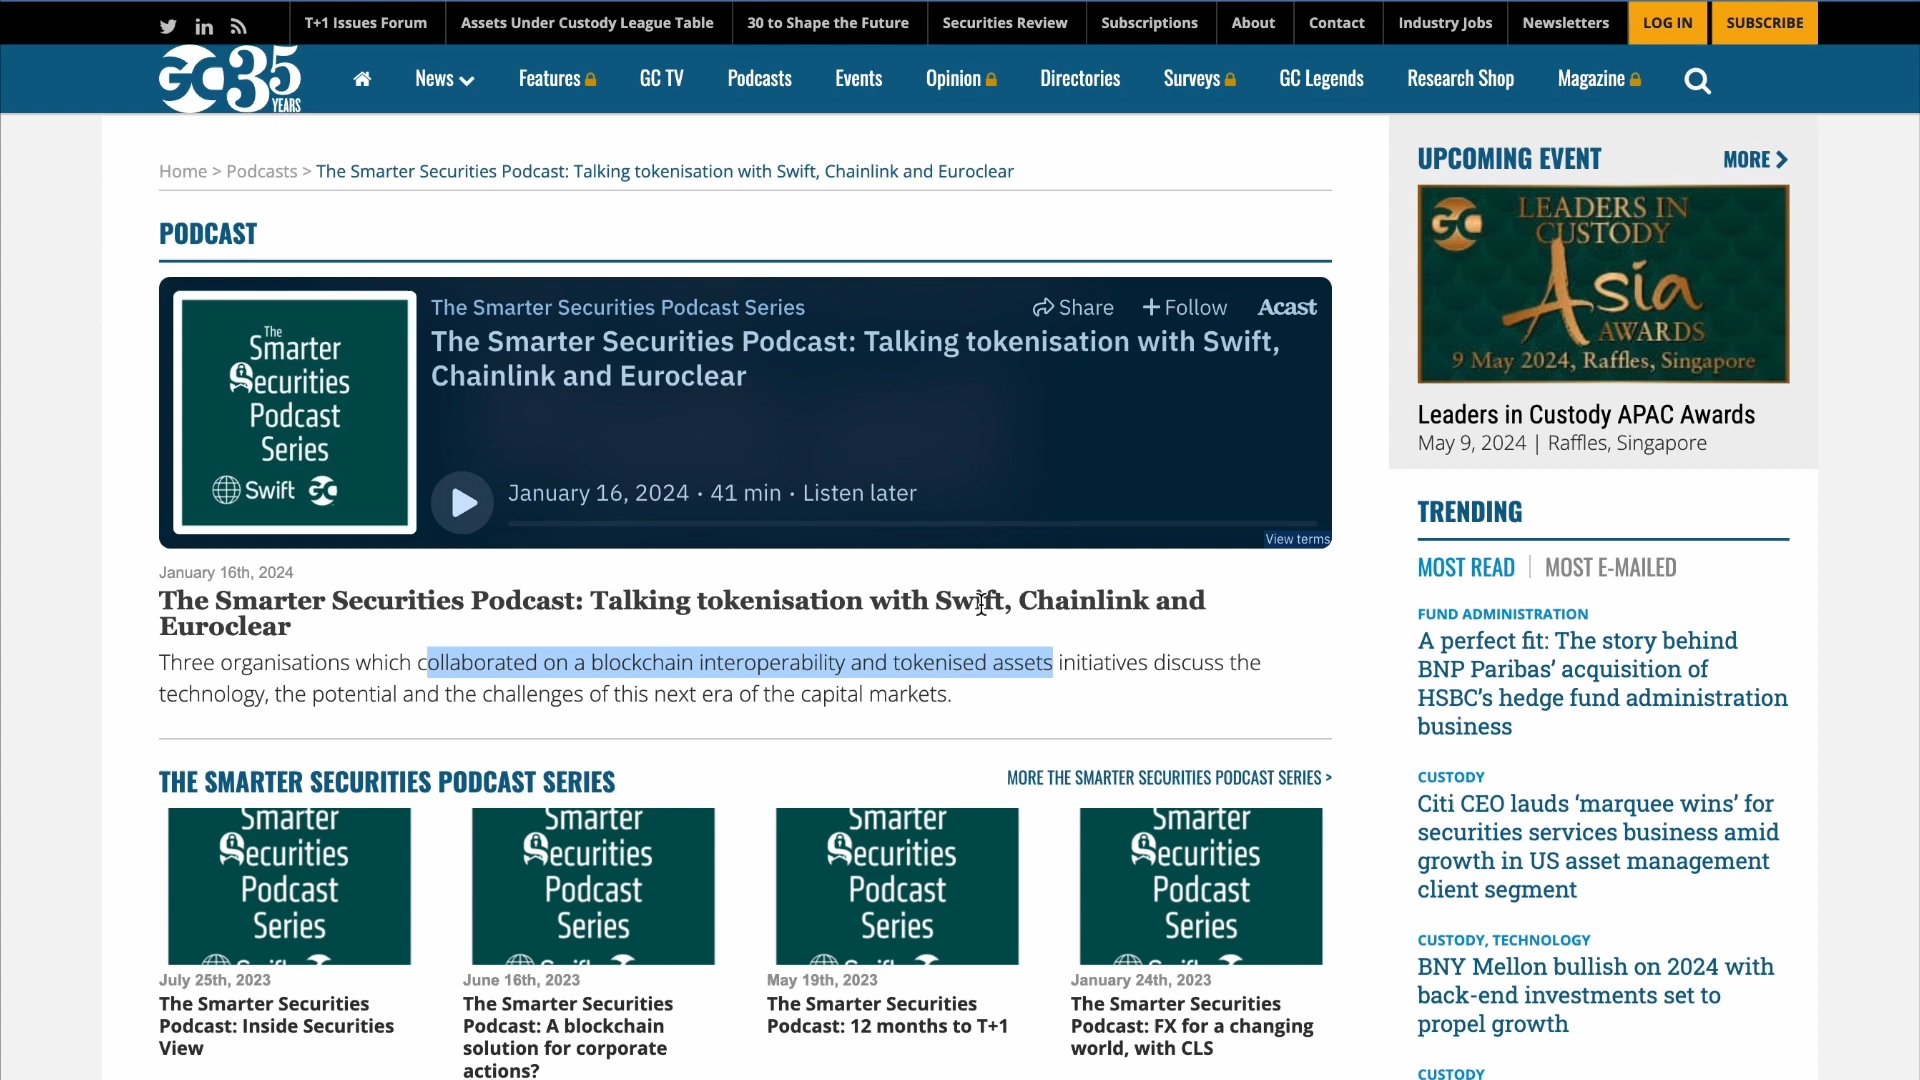 T+1 Issues Forum
Assets Under Custody League Table
30 to Shape the Future
Securities Review
Subscriptions
About
Contact
Industry Jobs
Newsletters
LOG IN
SUBSCRIBE
GC 35
YEARS
News
Features
GC TV
Podcasts
Events
Opinion
Directories
Surveys
GC Legends
Research Shop
Magazine
Home > Podcasts > The Smarter Securities Podcast: Talking tokenisation with Swift, Chainlink and Euroclear
PODCAST
The
Smarter
Securities
Podcast
Series
Swift GC
The Smarter Securities Podcast Series
Share
Follow
Acast
The Smarter Securities Podcast: Talking tokenisation with Swift,
Chainlink and Euroclear
January 16, 2024 · 41 min · Listen later
View terms
January 16th, 2024
The Smarter Securities Podcast: Talking tokenisation with Swift, Chainlink and
Euroclear
Three organisations which collaborated on a blockchain interoperability and tokenised assets initiatives discuss the
technology, the potential and the challenges of this next era of the capital markets.
THE SMARTER SECURITIES PODCAST SERIES
MORE THE SMARTER SECURITIES PODCAST SERIES >
Smarter
Securities
Podcast
Series
Swift
July 25th, 2023
The Smarter Securities
Podcast: Inside Securities
View
Smarter
Securities
Podcast
Series
Swift
June 16th, 2023
The Smarter Securities
Podcast: A blockchain
solution for corporate
actions?
Smarter
Securities
Podcast
Series
Swift
May 19th, 2023
The Smarter Securities
Podcast: 12 months to T+1
Smarter
Securities
Podcast
Series
Swift
January 24th, 2023
The Smarter Securities
Podcast: FX for a changing
world, with CLS
UPCOMING EVENT
MORE
GC
LEADERS IN
CUSTODY
Asia
AWARDS
9 May 2024, Raffles, Singapore
Leaders in Custody APAC Awards
May 9, 2024 | Raffles, Singapore
TRENDING
MOST READ
MOST E-MAILED
FUND ADMINISTRATION
A perfect fit: The story behind
BNP Paribas’ acquisition of
HSBC’s hedge fund administration
business
CUSTODY
Citi CEO lauds ‘marquee wins’ for
securities services business amid
growth in US asset management
client segment
CUSTODY, TECHNOLOGY
BNY Mellon bullish on 2024 with
back-end investments set to
propel growth
CUSTODY